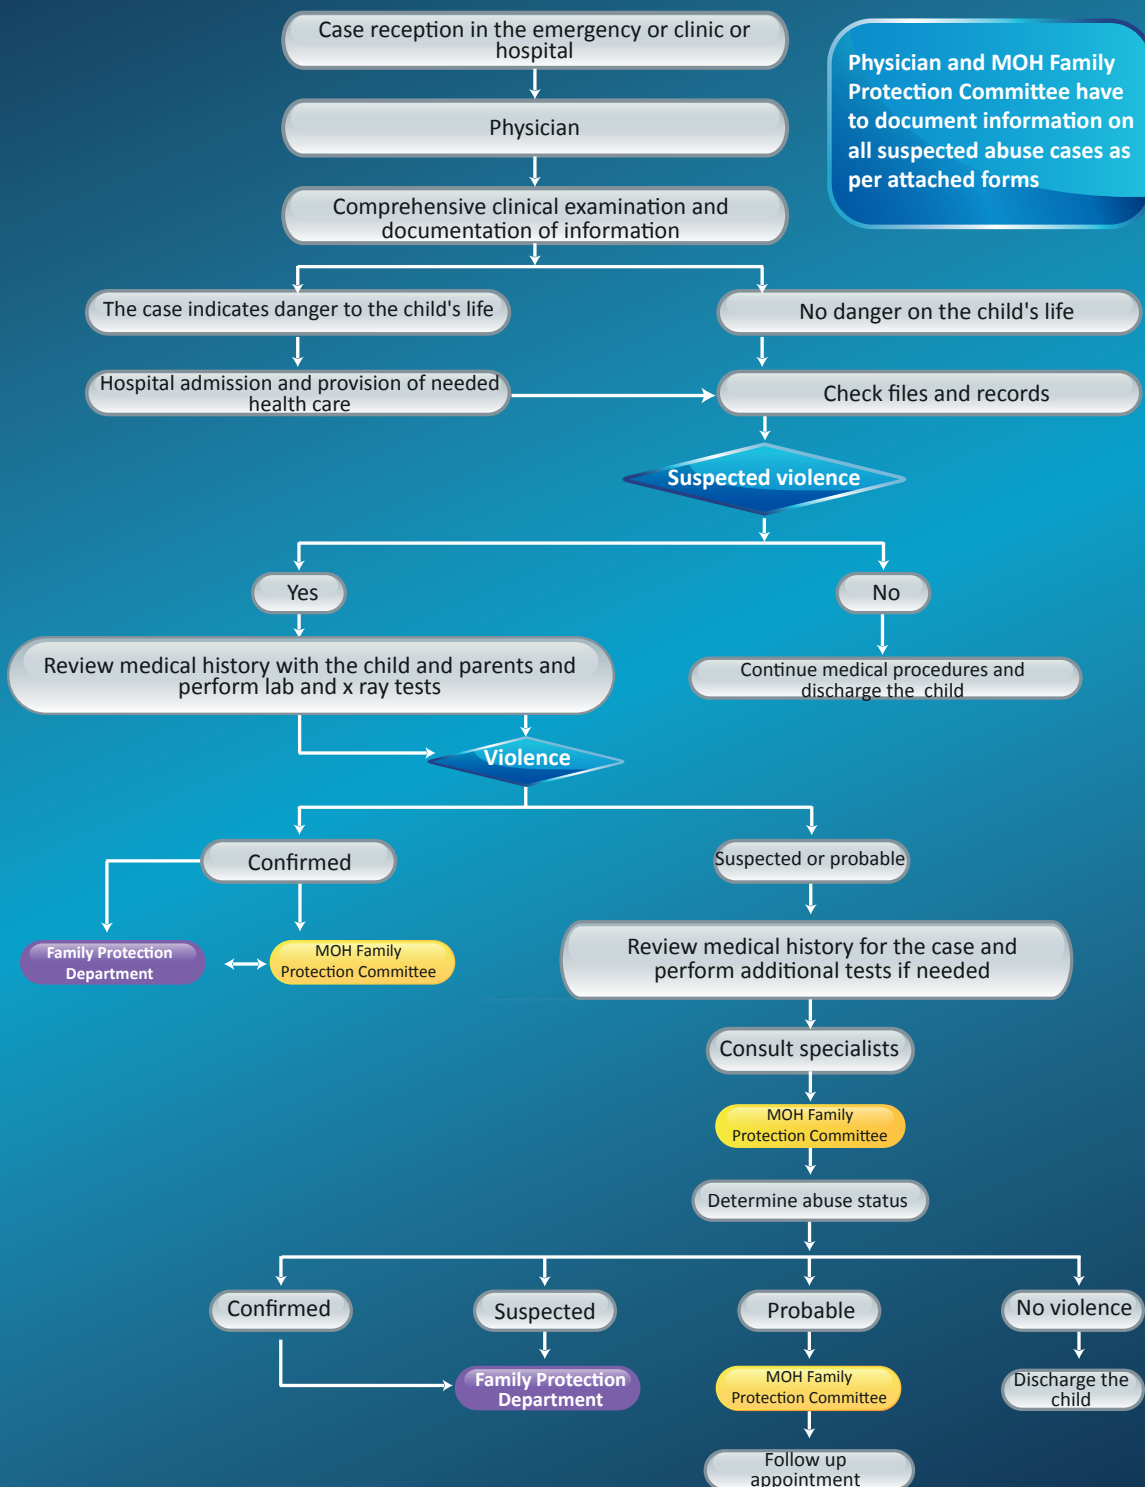 Case reception in the emergency or clinic or
hospital
Physician and MOH Family
Protection Committee have
to document information on
all suspected abuse cases as
per attached forms
Physician
Comprehensive clinical examination and
documentation of information
The case indicates danger to the child's life
No danger on the child's life
Hospital admission and provision of needed
health care
Check files and records
Suspected violence
Yes
No
Review medical history with the child and parents and
perform lab and x ray tests
Continue medical procedures and
discharge the child
Violence
Confirmed
Suspected or probable
Family Protection
Department
MOH Family
Protection Committee
Review medical history for the case and
perform additional tests if needed
Consult specialists
MOH Family
Protection Committee
Determine abuse status
Confirmed
Suspected
Probable
No violence
Family Protection
Department
MOH Family
Protection Committee
Discharge the
child
Follow up
appointment